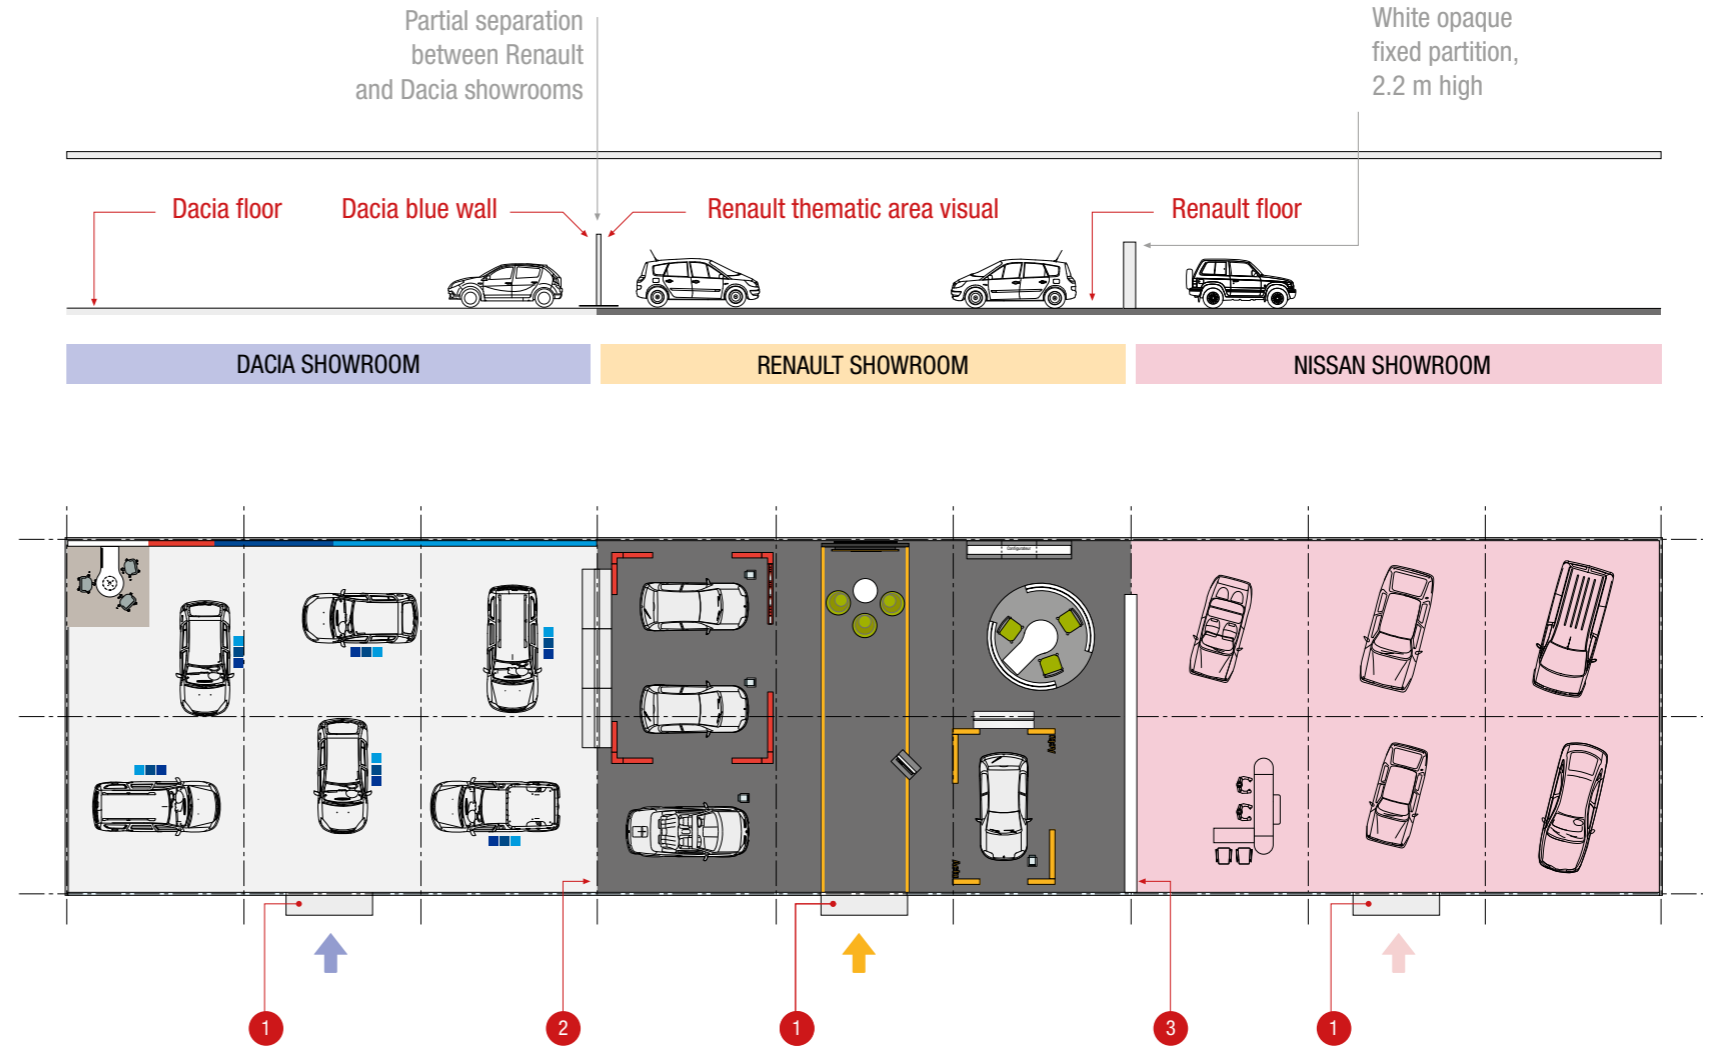 Partial separation
between Renault
and Dacia showrooms
White opaque
fixed partition,
2.2 m high
Dacia floor
Dacia blue wall
Renault thematic area visual
Renault floor
DACIA SHOWROOM
RENAULT SHOWROOM
NISSAN SHOWROOM
1
2
1
3
1